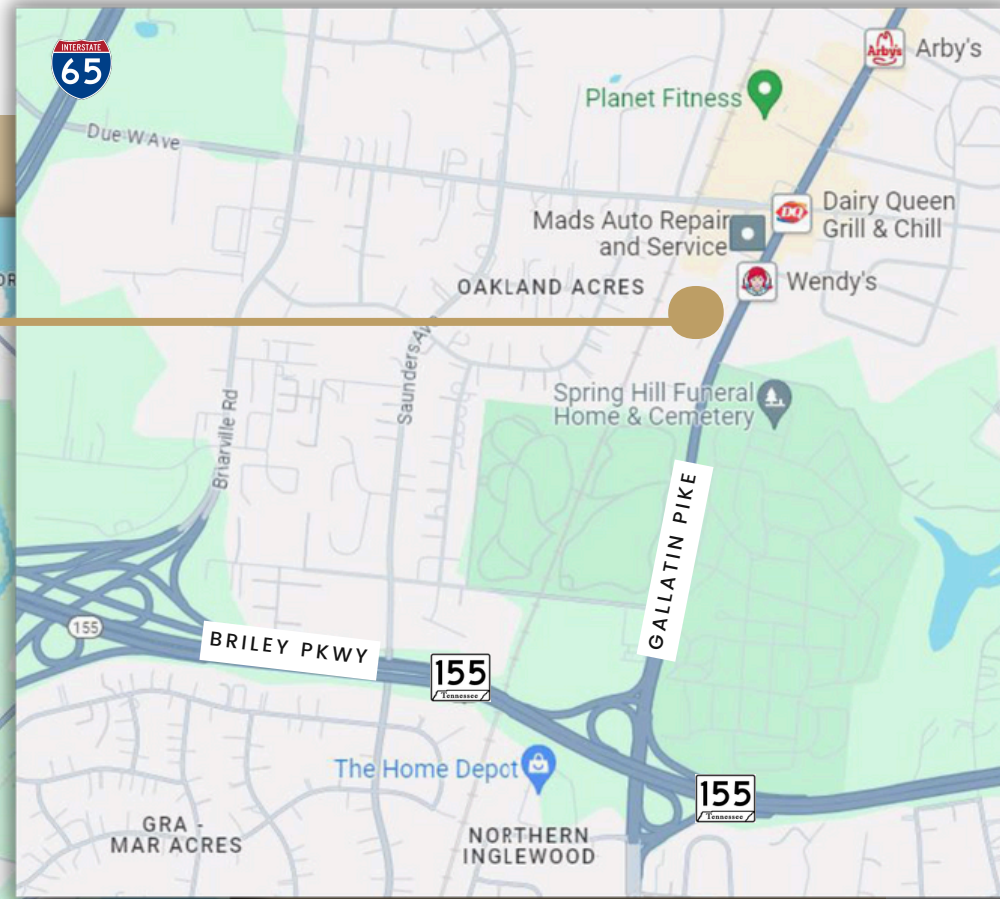 INTERSTATE
65
Arby's
Arby's
Planet Fitness
Due W Ave
DQ
Dairy Queen
Grill & Chill
Mads Auto Repair
and Service
OAKLAND ACRES
Wendy's
Saunders Ave
Spring Hill Funeral
Home & Cemetery
Briarville Rd
GALLATIN PIKE
155
BRILEY PKWY
155
Tennessee
The Home Depot
155
Tennessee
GRA -
MAR ACRES
NORTHERN
INGLEWOOD